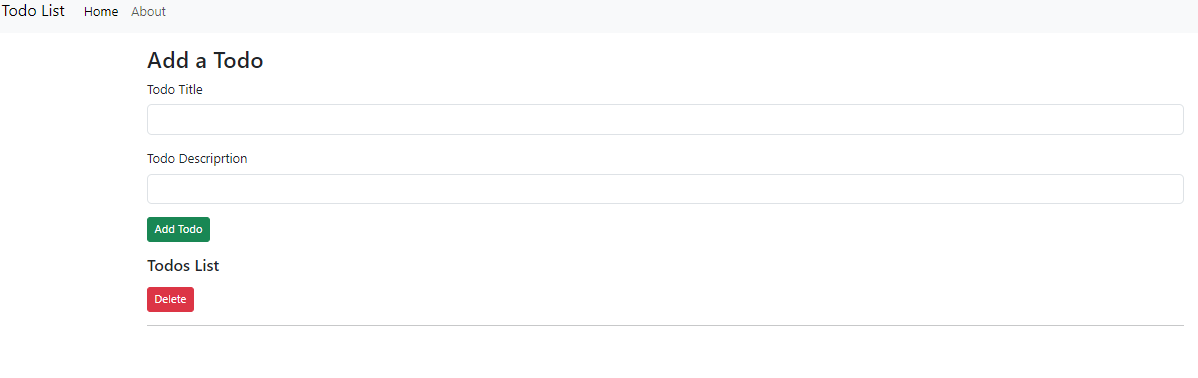 Todo List Home About
Add a Todo
Todo Title
Todo Descriprtion
Add Todo
Todos List
Delete